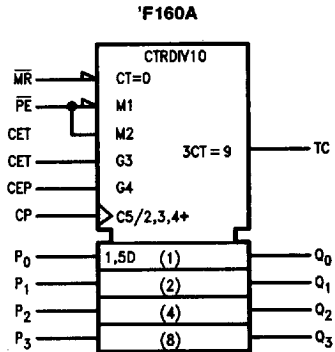 'F160A
CTRDIV10
MR CT=0
PE M1
CET M2
CET G3 3CT=9 TC
CEP G4
CP C5/2,3,4+
P0 1,5D (1) Q0
P1 (2) Q1
P2 (4) Q2
P3 (8) Q3